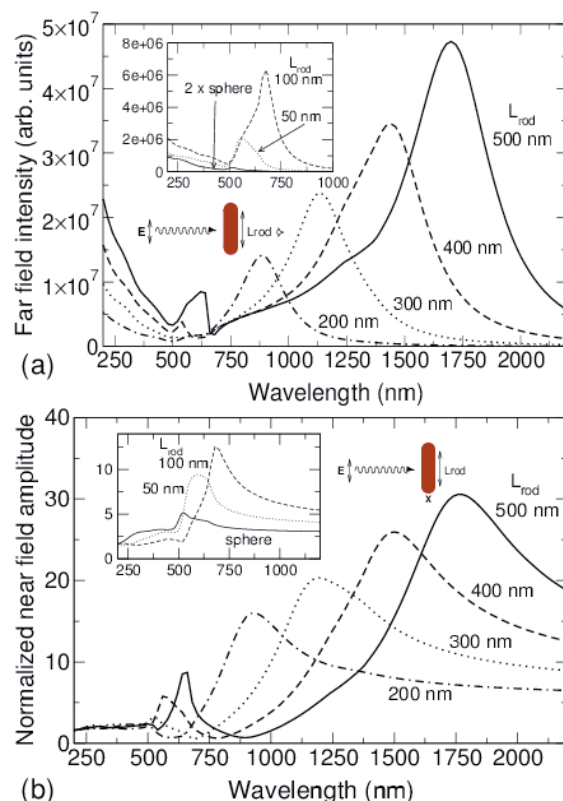 (a)
Far field intensity (arb. units)
5×10⁷
4×10⁷
3×10⁷
2×10⁷
1×10⁷
0
8e+06
6e+06
4e+06
2e+06
0
250 500 750 1000
L_rod
100 nm
2 x sphere
50 nm
E
Lrod
L_rod
500 nm
400 nm
300 nm
200 nm
250 500 750 1000 1250 1500 1750 2000
Wavelength (nm)
(b)
Normalized near field amplitude
40
30
20
10
0
10
5
0
250 500 750 1000
L_rod
100 nm
50 nm
sphere
E
Lrod
x
L_rod
500 nm
400 nm
300 nm
200 nm
250 500 750 1000 1250 1500 1750 2000
Wavelength (nm)